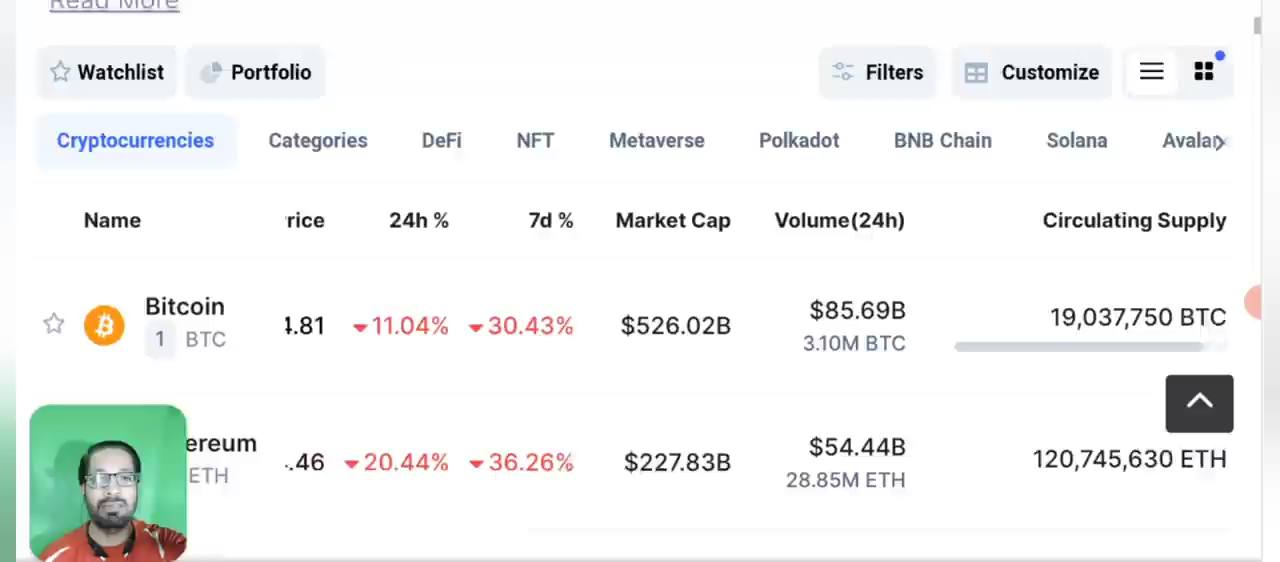 Read More
Watchlist Portfolio Filters Customize
Cryptocurrencies Categories DeFi NFT Metaverse Polkadot BNB Chain Solana
Name 24h % 7d % Market Cap Volume(24h) Circulating Supply
Bitcoin
1 BTC
.81 11.04% 30.43% $526.02B $85.69B 19,037,750 BTC
3.10M BTC
ereum
ETH
.46 20.44% 36.26% $227.83B $54.44B 120,745,630 ETH
28.85M ETH